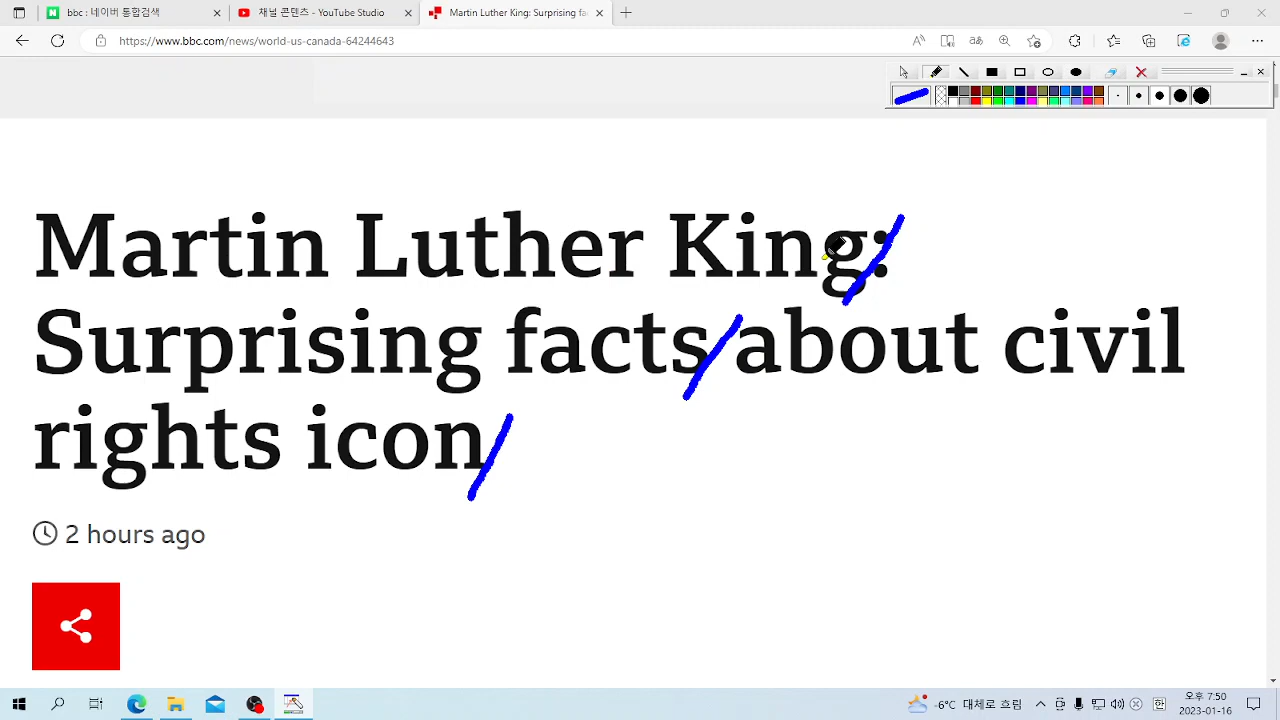 bbc : 네이버 통합검색
채널 콘텐츠 - YouTube Studio
Martin Luther King: Surprising fa
https://www.bbc.com/news/world-us-canada-64244643
Martin Luther King:
Surprising facts about civil
rights icon
2 hours ago
-6°C 대체로 흐림
오후 7:50
2023-01-16